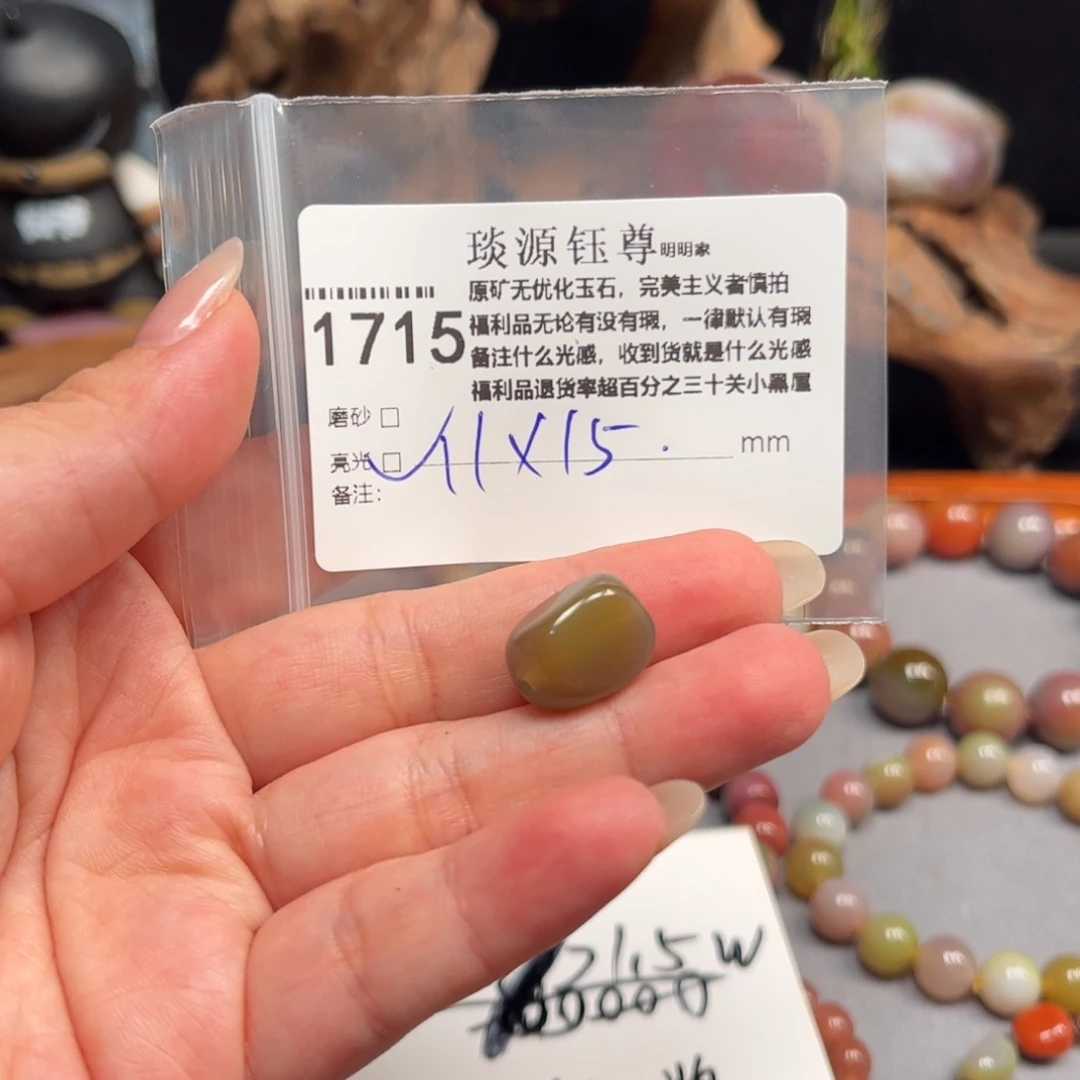 琰源钰尊明明家
原矿无优化玉石，完美主义者慎拍
1715
福利品无论有没有瑕，一律默认有瑕
备注什么光感，收到货就是什么光感
福利品退货率超百分之三十关小黑屋
磨砂 □
亮光 □ 11X15. mm
备注：
21.5W
00000